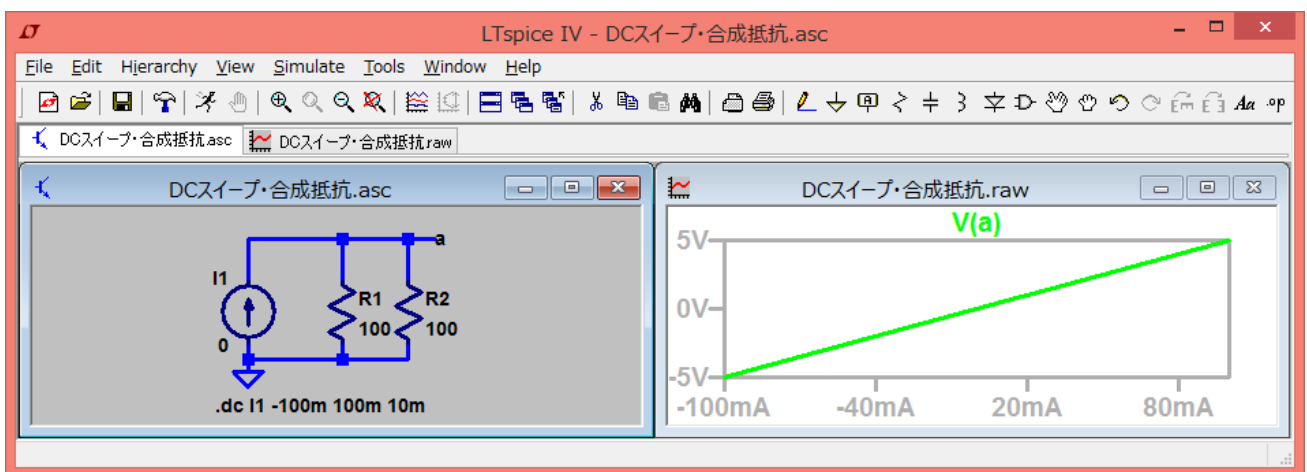 LTspice IV - DCスイープ・合成抵抗.asc
File Edit Hierarchy View Simulate Tools Window Help
Aa .op
DCスイープ・合成抵抗.asc DCスイープ・合成抵抗.raw
DCスイープ・合成抵抗.asc
a
I1
R1
R2
100
100
0
.dc I1 -100m 100m 10m
DCスイープ・合成抵抗.raw
V(a)
5V
0V
-5V
-100mA -40mA 20mA 80mA